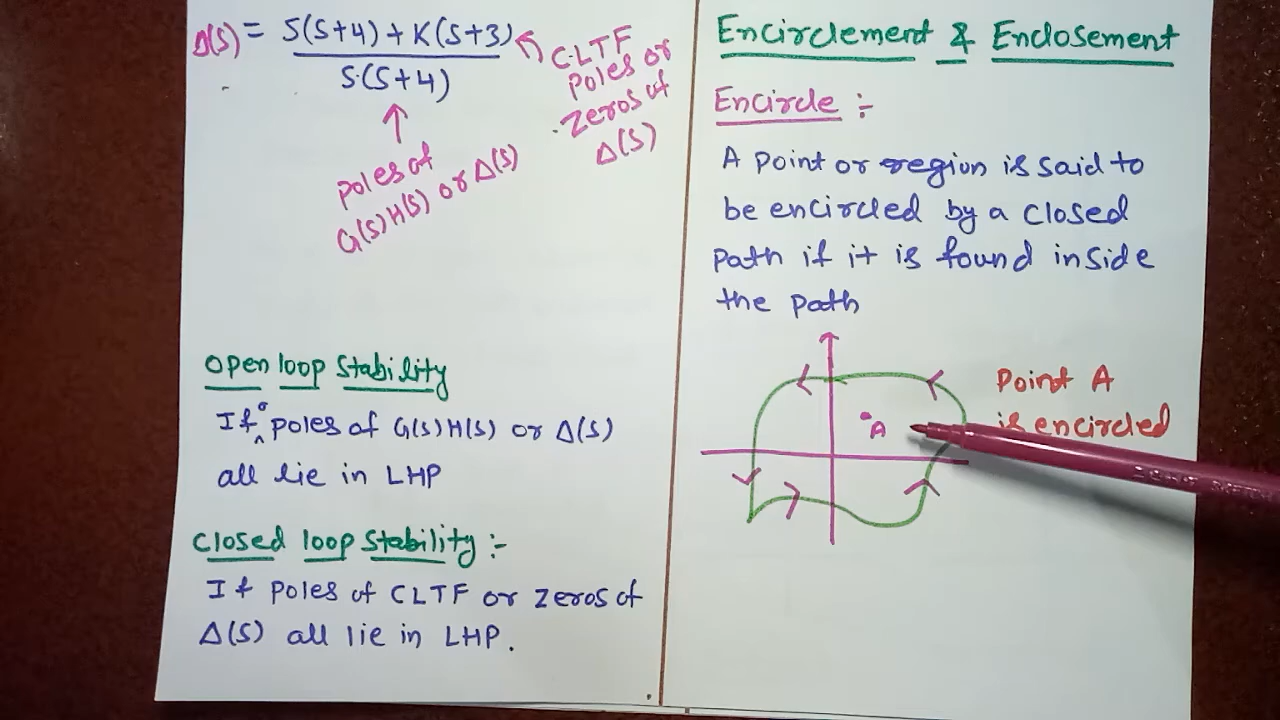 Δ(S) = S(S+4) + K(S+3)
S(S+4)
C.LTF
Poles or
Zeros of
Δ(S)
Poles of
G(S)H(S) or Δ(S)
Open loop Stability
If poles of G(S)H(S) or Δ(S)
all lie in LHP
Closed loop Stability :-
If Poles of CLTF or Zeros of
Δ(S) all lie in LHP.
Encirclement & Enclosement
Encircle :-
A Point or region is said to
be encircled by a closed
Path if it is found inside
the Path
A
Point A
is encircled